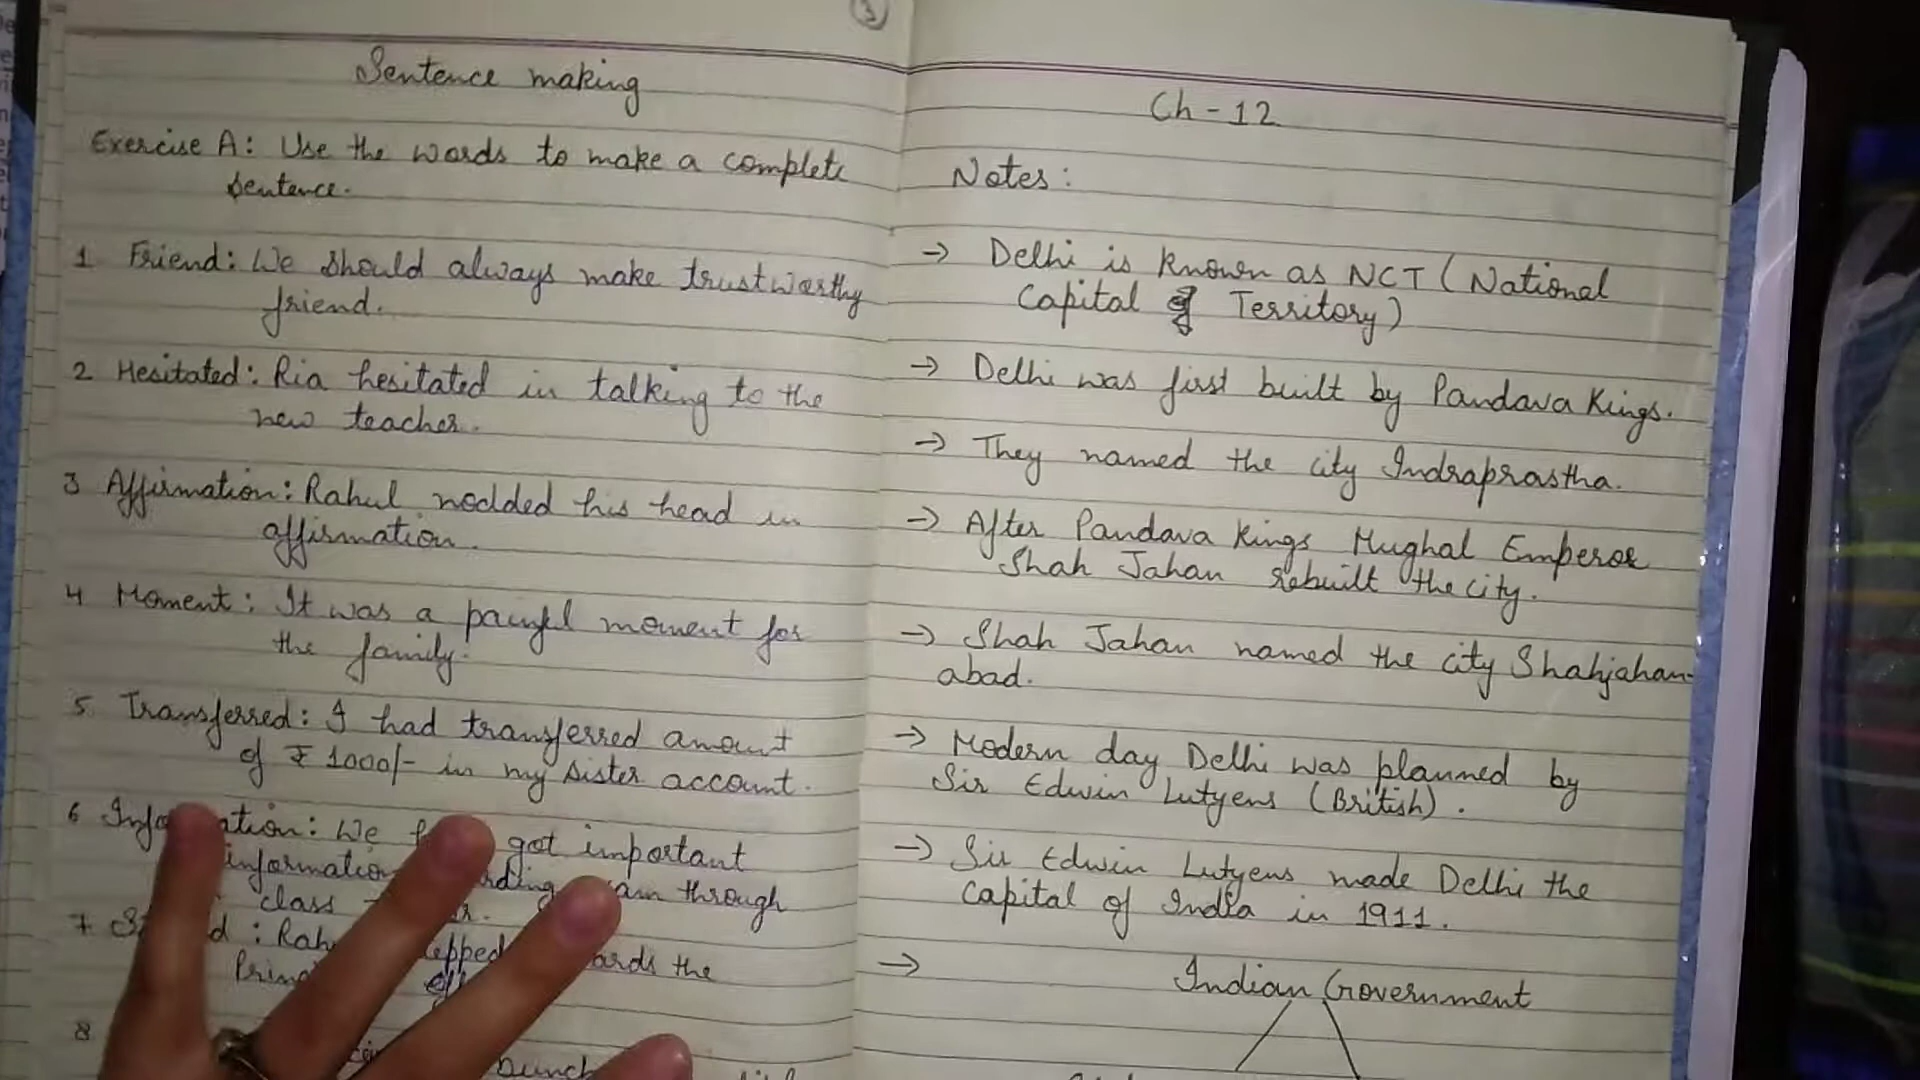 3
Sentence making
Exercise A: Use the words to make a complete
sentence.
1 Friend: We should always make trustworthy
friend.
2 Hesitated: Ria hesitated in talking to the
new teacher.
3 Affirmation: Rahul nodded his head in
affirmation.
4 Moment: It was a painful moment for
the family.
5 Transferred: I had transferred amount
of ₹ 1000/- in my sister account.
6 We got important
through
class
7
the
8
Ch - 12
Notes:
→ Delhi is known as NCT (National
Capital of Territory)
→ Delhi was first built by Pandava Kings.
→ They named the city Indraprastha.
→ After Pandava Kings Mughal Emperor
Shah Jahan rebuilt the city.
→ Shah Jahan named the city Shahjahan-
abad.
→ Modern day Delhi was planned by
Sir Edwin Lutyens (British).
→ Sir Edwin Lutyens made Delhi the
Capital of India in 1911.
→ Indian Government